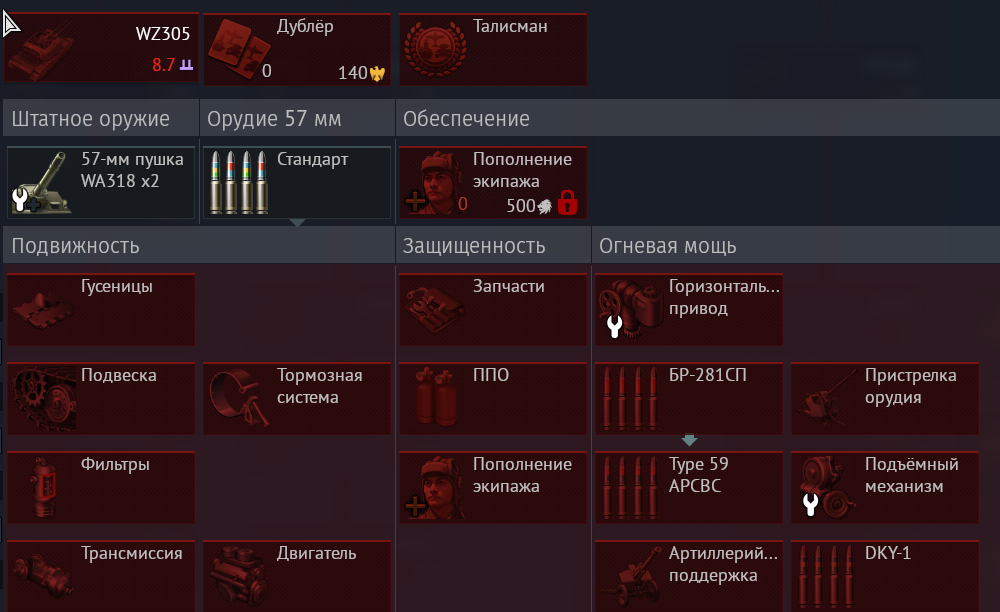 WZ305
8.7
Дублёр
0
140
Талисман
Штатное оружие
Орудие 57 мм
Обеспечение
57-мм пушка
WA318 x2
Стандарт
Пополнение
экипажа
0
500
Подвижность
Защищенность
Огневая мощь
Гусеницы
Запчасти
Горизонталь...
привод
Подвеска
Тормозная
система
ППО
БР-281СП
Пристрелка
орудия
Фильтры
Пополнение
экипажа
Type 59
APCBC
Подъёмный
механизм
Трансмиссия
Двигатель
Артиллерий...
поддержка
DKY-1